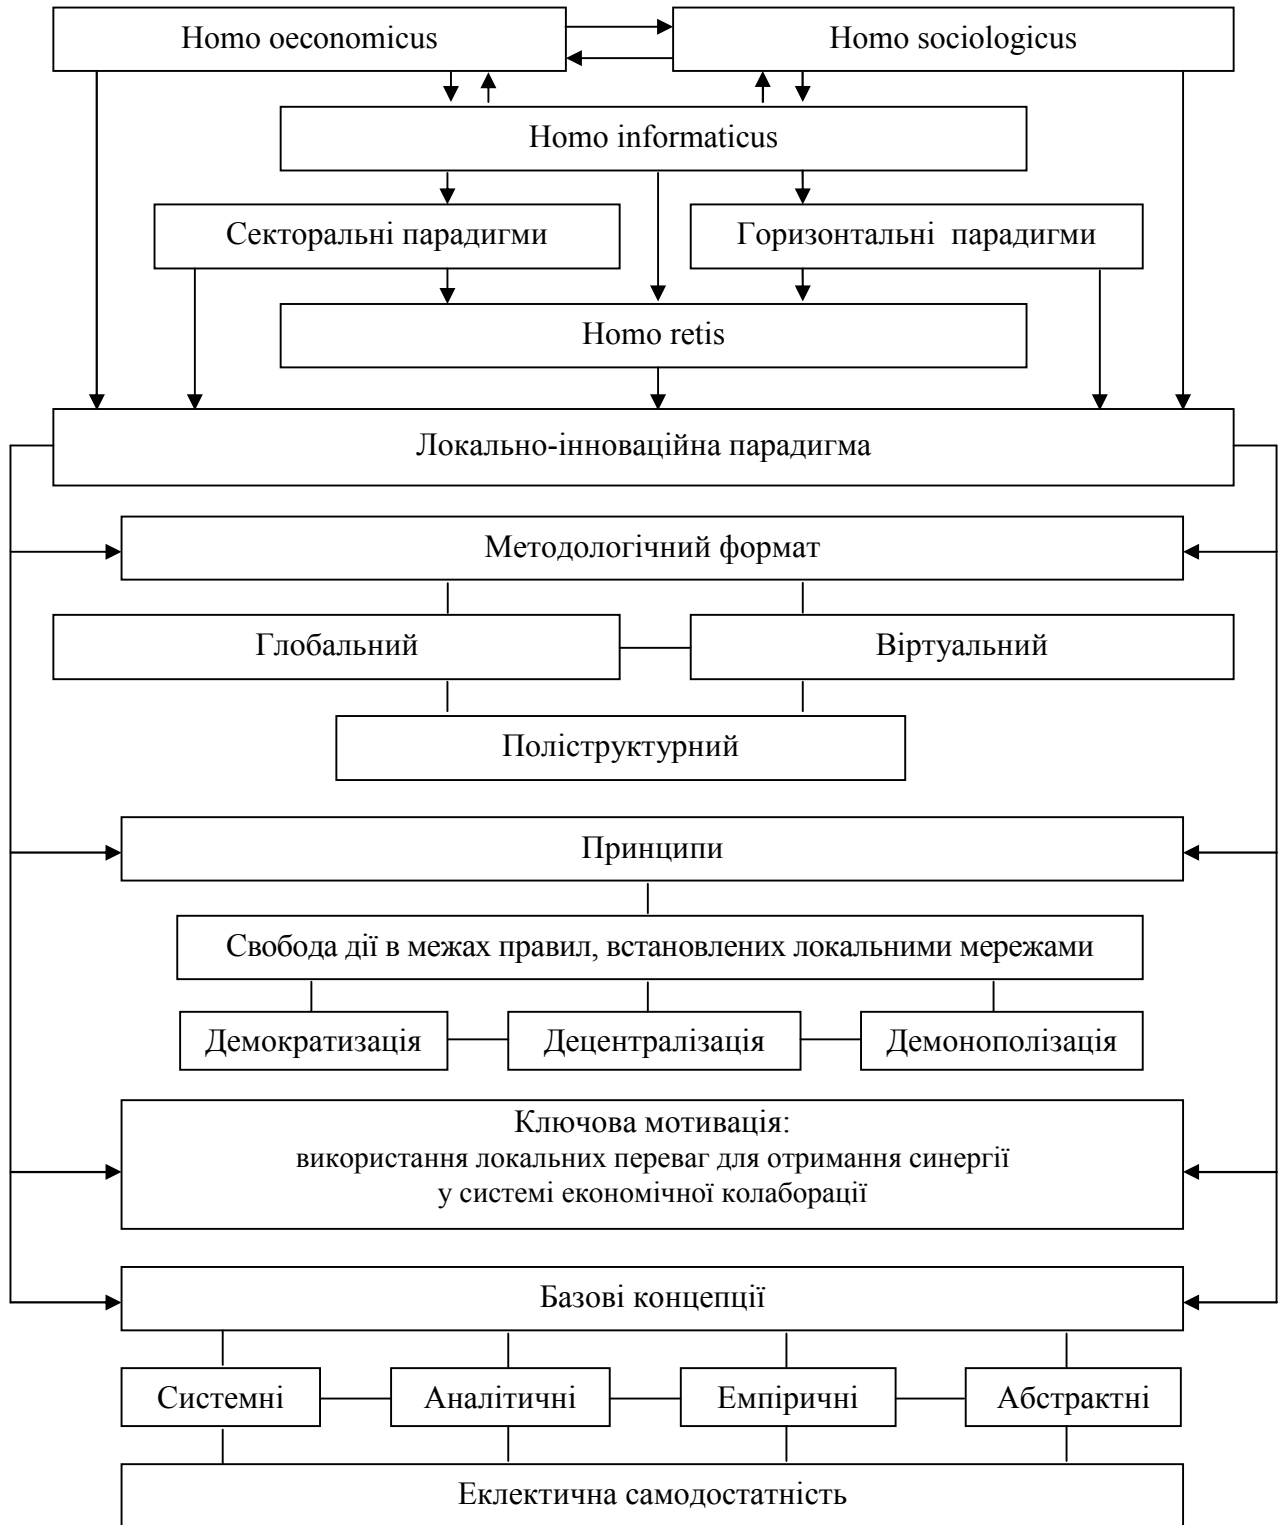 Homo oeconomicus
Homo sociologicus
Homo informaticus
Секторальні парадигми
Горизонтальні парадигми
Homo retis
Локально-інноваційна парадигма
Методологічний формат
Глобальний
Віртуальний
Поліструктурний
Принципи
Свобода дії в межах правил, встановлених локальними мережами
Демократизація
Децентралізація
Демонополізація
Ключова мотивація:
використання локальних переваг для отримання синергії
у системі економічної колаборації
Базові концепції
Системні
Аналітичні
Емпіричні
Абстрактні
Еклектична самодостатність